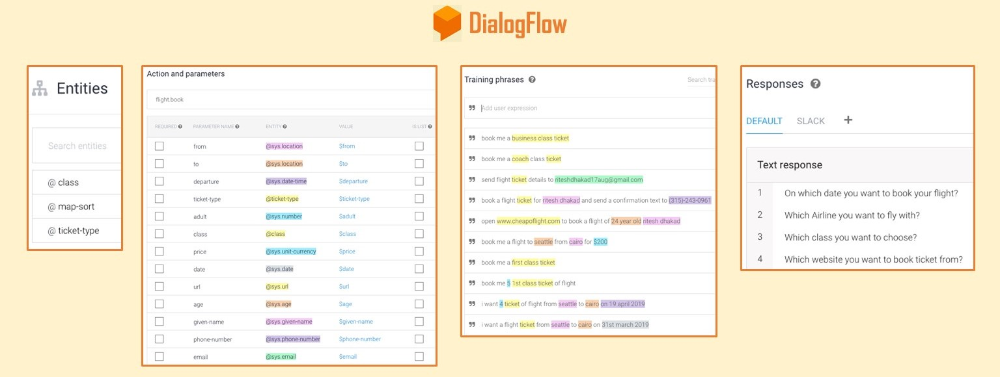 DialogFlow
Entities
Search entities
@ class
@ map-sort
@ ticket-type
Action and parameters
flight.book
REQUIRED ? PARAMETER NAME ? ENTITY ? VALUE IS LIST ?
from @sys.location $from
to @sys.location $to
departure @sys.date-time $departure
ticket-type @ticket-type $ticket-type
adult @sys.number $adult
class @class $class
price @sys.unit-currency $price
date @sys.date $date
url @sys.url $url
age @sys.age $age
given-name @sys.given-name $given-name
phone-number @sys.phone-number $phone-number
email @sys.email $email
Training phrases ? Search tra
Add user expression
book me a business class ticket
book me a coach class ticket
send flight ticket details to riteshdhakad17aug@gmail.com
book a flight ticket for ritesh dhakad and send a confirmation text to (315)-243-0961
open www.cheapoflight.com to book a flight of 24 year old ritesh dhakad
book me a flight to seattle from cairo for $200
book me a first class ticket
book me 5 1st class ticket of flight
i want 4 ticket of flight from seattle to cairo on 19 april 2019
i want a flight ticket from seattle to cairo on 31st march 2019
Responses ?
DEFAULT SLACK +
Text response
1 On which date you want to book your flight?
2 Which Airline you want to fly with?
3 Which class you want to choose?
4 Which website you want to book ticket from?